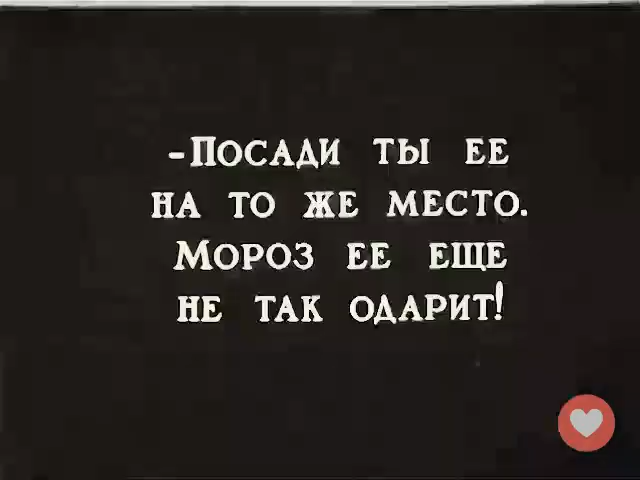 -Посади ты ее
на то же место.
Мороз ее еще
не так одарит!